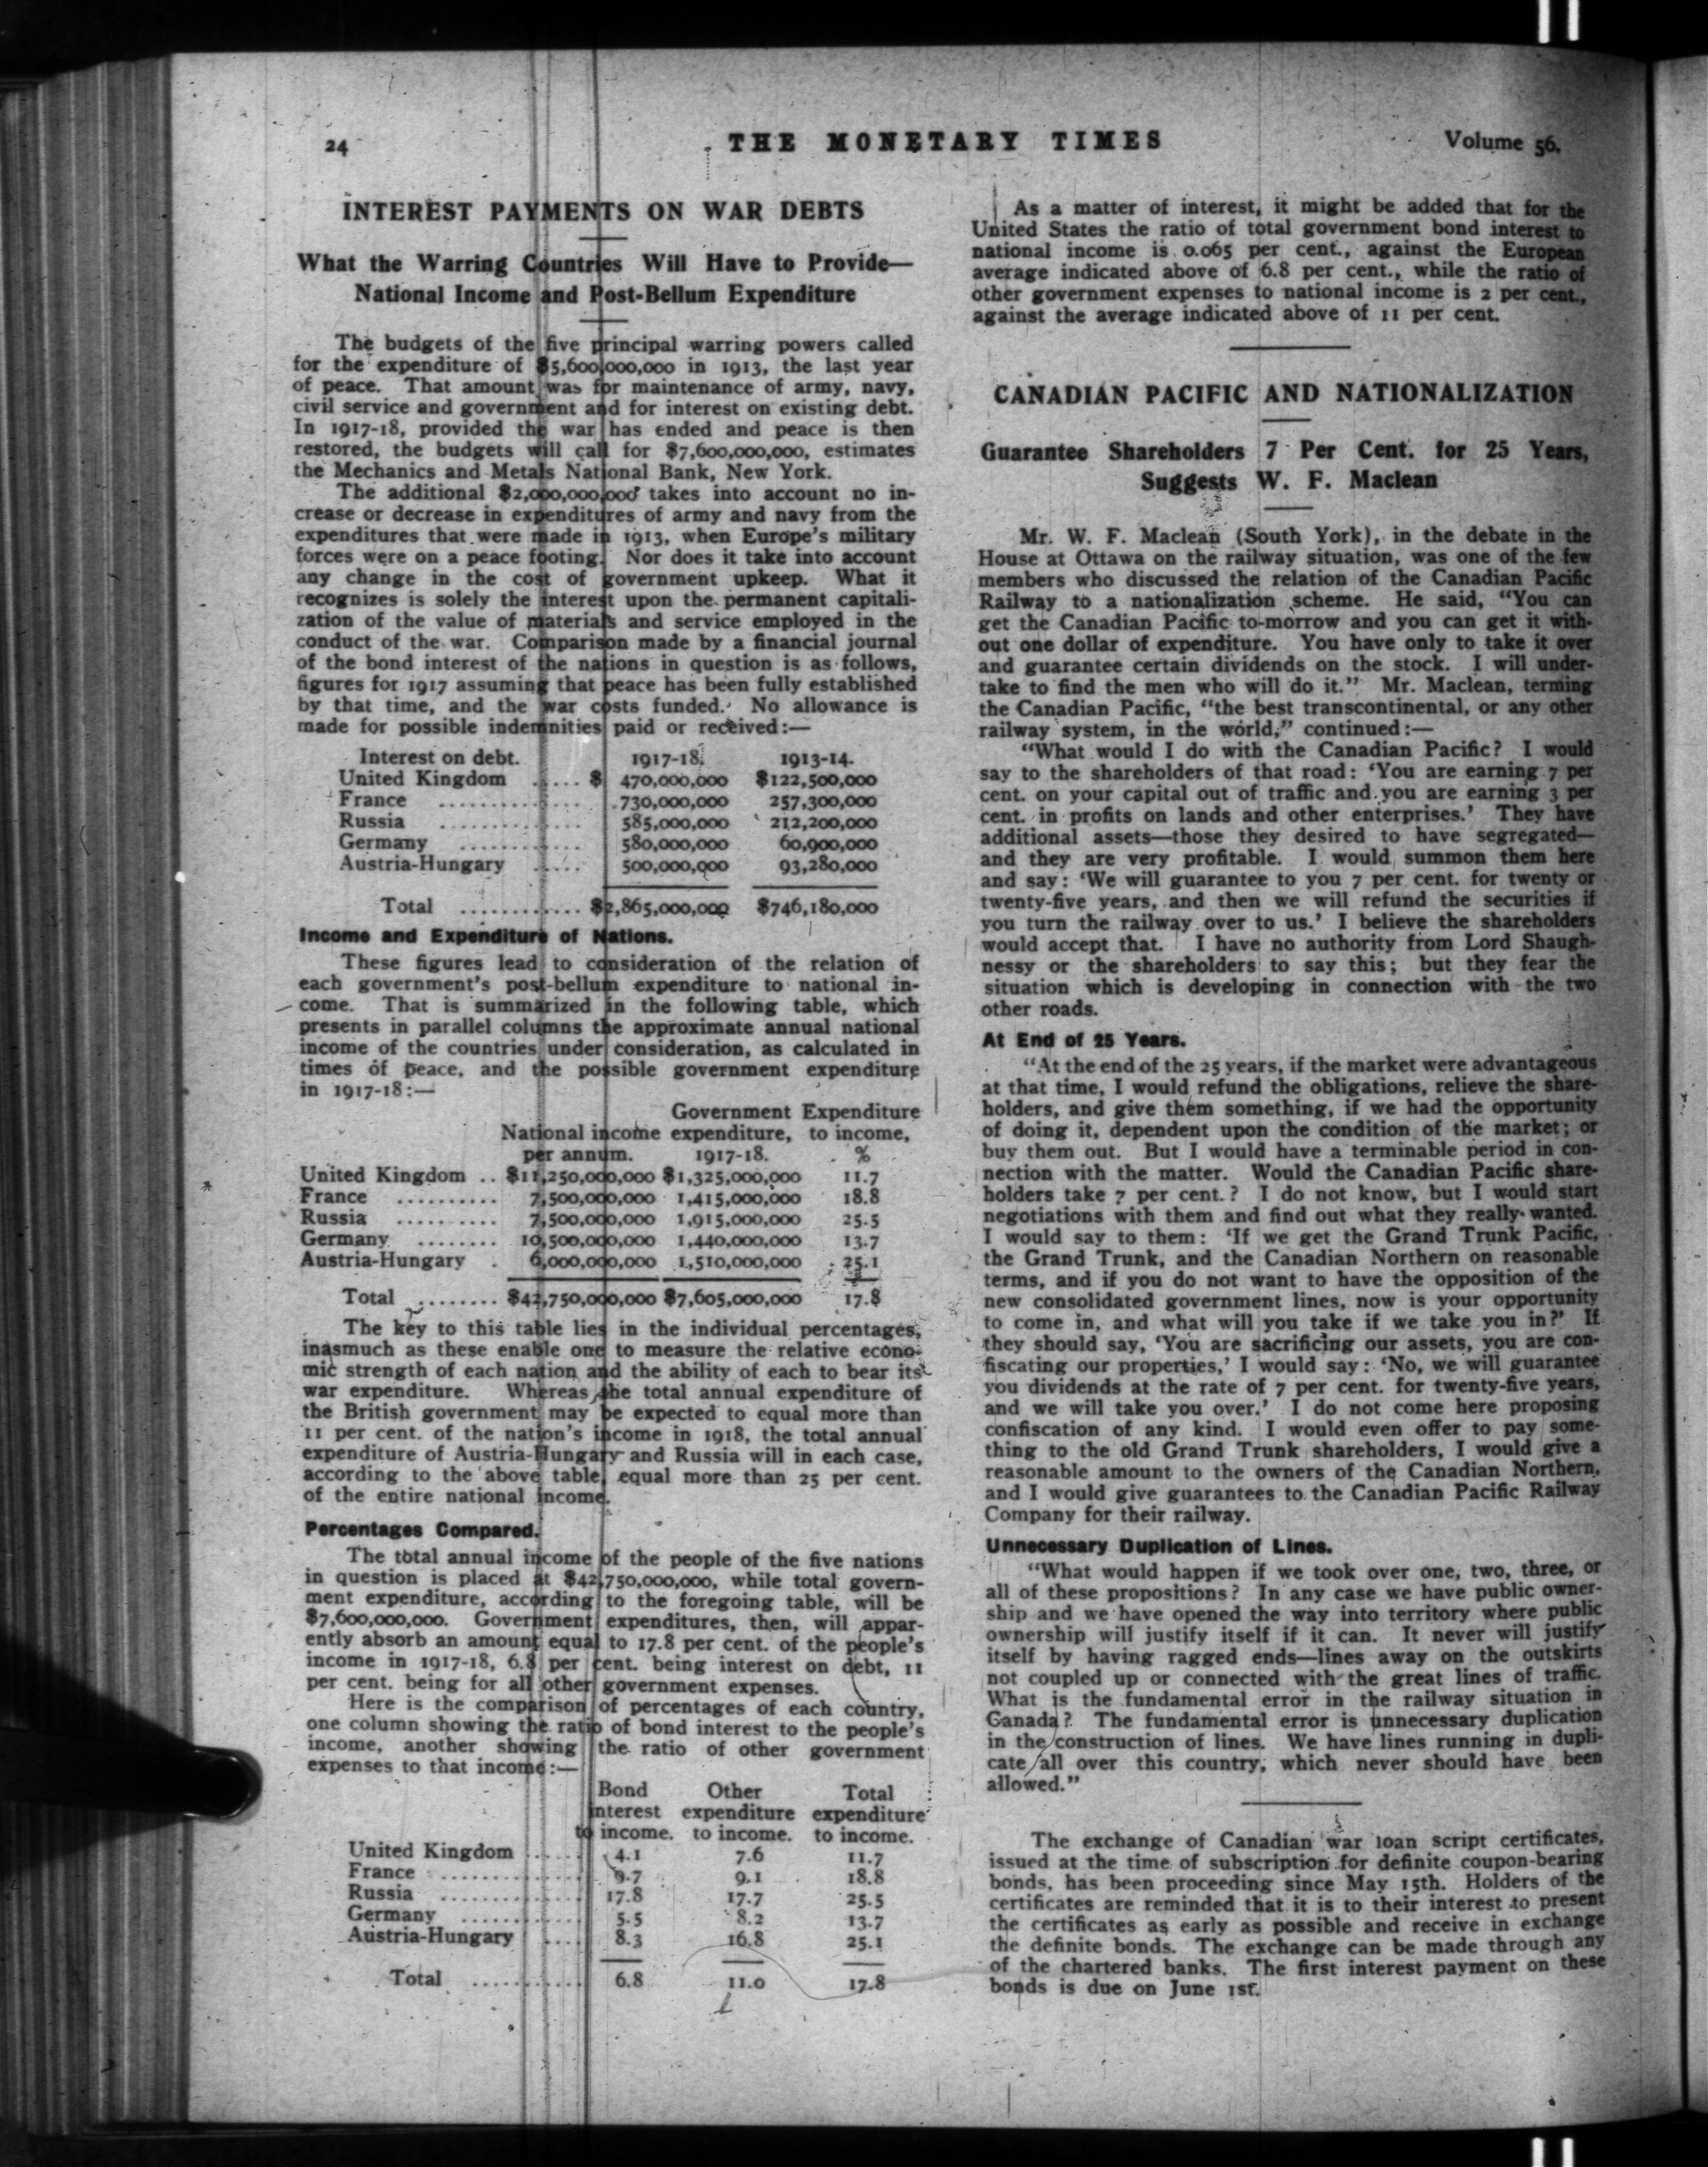 24
THE MONETARY TIMES
Volume 56.
INTEREST PAYMENTS ON WAR DEBTS
What the Warring Countries Will Have to Provide—
National Income and Post-Bellum Expenditure
The budgets of the five principal warring powers called
for the expenditure of $5,600,000,000 in 1913, the last year
of peace. That amount was for maintenance of army, navy,
civil service and government and for interest on existing debt.
In 1917-18, provided the war has ended and peace is then
restored, the budgets will call for $7,600,000,000, estimates
the Mechanics and Metals National Bank, New York.
The additional $2,000,000,000 takes into account no in-
crease or decrease in expenditures of army and navy from the
expenditures that were made in 1913, when Europe's military
forces were on a peace footing. Nor does it take into account
any change in the cost of government upkeep. What it
recognizes is solely the interest upon the permanent capitali-
zation of the value of materials and service employed in the
conduct of the war. Comparison made by a financial journal
of the bond interest of the nations in question is as follows,
figures for 1917 assuming that peace has been fully established
by that time, and the war costs funded. No allowance is
made for possible indemnities paid or received:—
Interest on debt. 1917-18. 1913-14.
United Kingdom ..... $ 470,000,000 $122,500,000
France ............. 730,000,000 257,300,000
Russia ............. 585,000,000 212,200,000
Germany ........... 580,000,000 60,900,000
Austria-Hungary ..... 500,000,000 93,280,000
Total ............ $2,865,000,000 $746,180,000
Income and Expenditure of Nations.
These figures lead to consideration of the relation of
each government's post-bellum expenditure to national in-
come. That is summarized in the following table, which
presents in parallel columns the approximate annual national
income of the countries under consideration, as calculated in
times of peace, and the possible government expenditure
in 1917-18:—
Government Expenditure
National income expenditure, to income,
per annum. 1917-18. %
United Kingdom .. $11,250,000,000 $1,325,000,000 11.7
France .......... 7,500,000,000 1,415,000,000 18.8
Russia .......... 7,500,000,000 1,915,000,000 25.5
Germany ........ 10,500,000,000 1,440,000,000 13.7
Austria-Hungary . 6,000,000,000 1,510,000,000 25.1
Total ........ $42,750,000,000 $7,605,000,000 17.8
The key to this table lies in the individual percentages,
inasmuch as these enable one to measure the relative econo-
mic strength of each nation and the ability of each to bear its
war expenditure. Whereas the total annual expenditure of
the British government may be expected to equal more than
11 per cent. of the nation's income in 1918, the total annual
expenditure of Austria-Hungary and Russia will in each case,
according to the above table, equal more than 25 per cent.
of the entire national income.
Percentages Compared.
The total annual income of the people of the five nations
in question is placed at $42,750,000,000, while total govern-
ment expenditure, according to the foregoing table, will be
$7,600,000,000. Government expenditures, then, will appar-
ently absorb an amount equal to 17.8 per cent. of the people's
income in 1917-18, 6.8 per cent. being interest on debt, 11
per cent. being for all other government expenses.
Here is the comparison of percentages of each country,
one column showing the ratio of bond interest to the people's
income, another showing the ratio of other government
expenses to that income:—
Bond Other Total
interest expenditure expenditure
to income. to income. to income.
United Kingdom ...... 4.1 7.6 11.7
France ............. 9.7 9.1 18.8
Russia ............. 17.8 17.7 25.5
Germany ........... 5.5 8.2 13.7
Austria-Hungary ..... 8.3 16.8 25.1
Total ........... 6.8 11.0 17.8
As a matter of interest, it might be added that for the
United States the ratio of total government bond interest to
national income is 0.065 per cent., against the European
average indicated above of 6.8 per cent., while the ratio of
other government expenses to national income is 2 per cent.,
against the average indicated above of 11 per cent.
CANADIAN PACIFIC AND NATIONALIZATION
Guarantee Shareholders 7 Per Cent. for 25 Years,
Suggests W. F. Maclean
Mr. W. F. Maclean (South York), in the debate in the
House at Ottawa on the railway situation, was one of the few
members who discussed the relation of the Canadian Pacific
Railway to a nationalization scheme. He said, "You can
get the Canadian Pacific to-morrow and you can get it with-
out one dollar of expenditure. You have only to take it over
and guarantee certain dividends on the stock. I will under-
take to find the men who will do it." Mr. Maclean, terming
the Canadian Pacific, "the best transcontinental, or any other
railway system, in the world," continued:—
"What would I do with the Canadian Pacific? I would
say to the shareholders of that road: 'You are earning 7 per
cent. on your capital out of traffic and you are earning 3 per
cent. in profits on lands and other enterprises.' They have
additional assets—those they desired to have segregated—
and they are very profitable. I would summon them here
and say: 'We will guarantee to you 7 per cent. for twenty or
twenty-five years, and then we will refund the securities if
you turn the railway over to us.' I believe the shareholders
would accept that. I have no authority from Lord Shaugh-
nessy or the shareholders to say this; but they fear the
situation which is developing in connection with the two
other roads.
At End of 25 Years.
"At the end of the 25 years, if the market were advantageous
at that time, I would refund the obligations, relieve the share-
holders, and give them something, if we had the opportunity
of doing it, dependent upon the condition of the market; or
buy them out. But I would have a terminable period in con-
nection with the matter. Would the Canadian Pacific share-
holders take 7 per cent.? I do not know, but I would start
negotiations with them and find out what they really wanted.
I would say to them: 'If we get the Grand Trunk Pacific,
the Grand Trunk, and the Canadian Northern on reasonable
terms, and if you do not want to have the opposition of the
new consolidated government lines, now is your opportunity
to come in, and what will you take if we take you in?' If
they should say, 'You are sacrificing our assets, you are con-
fiscating our properties,' I would say: 'No, we will guarantee
you dividends at the rate of 7 per cent. for twenty-five years,
and we will take you over.' I do not come here proposing
confiscation of any kind. I would even offer to pay some-
thing to the old Grand Trunk shareholders, I would give a
reasonable amount to the owners of the Canadian Northern,
and I would give guarantees to the Canadian Pacific Railway
Company for their railway.
Unnecessary Duplication of Lines.
"What would happen if we took over one, two, three, or
all of these propositions? In any case we have public owner-
ship and we have opened the way into territory where public
ownership will justify itself if it can. It never will justify
itself by having ragged ends—lines away on the outskirts
not coupled up or connected with the great lines of traffic.
What is the fundamental error in the railway situation in
Canada? The fundamental error is unnecessary duplication
in the construction of lines. We have lines running in dupli-
cate all over this country, which never should have been
allowed."
The exchange of Canadian war loan script certificates,
issued at the time of subscription for definite coupon-bearing
bonds, has been proceeding since May 15th. Holders of the
certificates are reminded that it is to their interest to present
the certificates as early as possible and receive in exchange
the definite bonds. The exchange can be made through any
of the chartered banks. The first interest payment on these
bonds is due on June 1st.